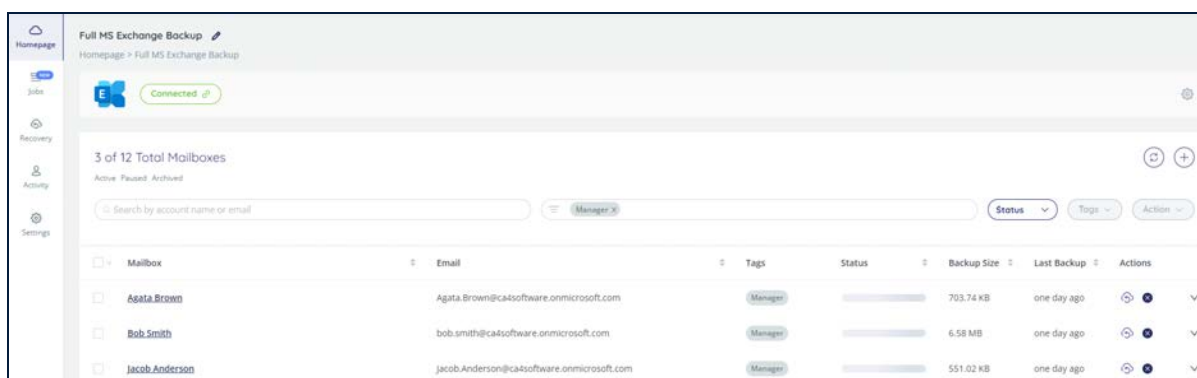 Full MS Exchange Backup
Homepage > Full MS Exchange Backup
Homepage
New
Jobs
Recovery
Activity
Settings
E
Connected
3 of 12 Total Mailboxes
Active Paused Archived
Search by account name or email
Manager x
Status
Tags
Action
Mailbox Email Tags Status Backup Size Last Backup Actions
Agata Brown Agata.Brown@ca4software.onmicrosoft.com Manager 703.74 KB one day ago
Bob Smith bob.smith@ca4software.onmicrosoft.com Manager 6.58 MB one day ago
Jacob Anderson Jacob.Anderson@ca4software.onmicrosoft.com Manager 551.02 KB one day ago